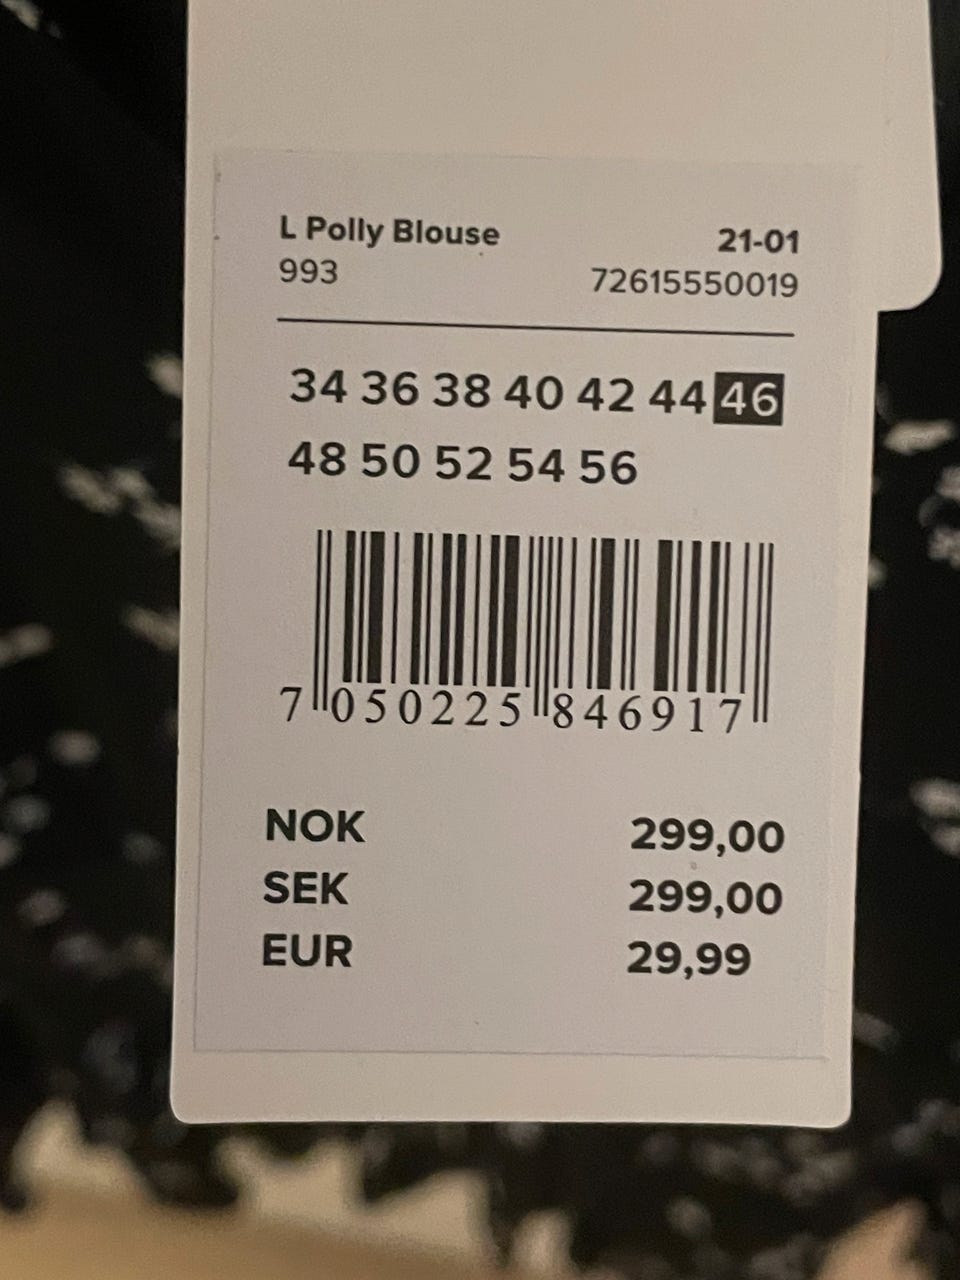 L Polly Blouse 21-01
993 72615550019
34 36 38 40 42 44 46
48 50 52 54 56
7 050225 846917
NOK 299,00
SEK 299,00
EUR 29,99